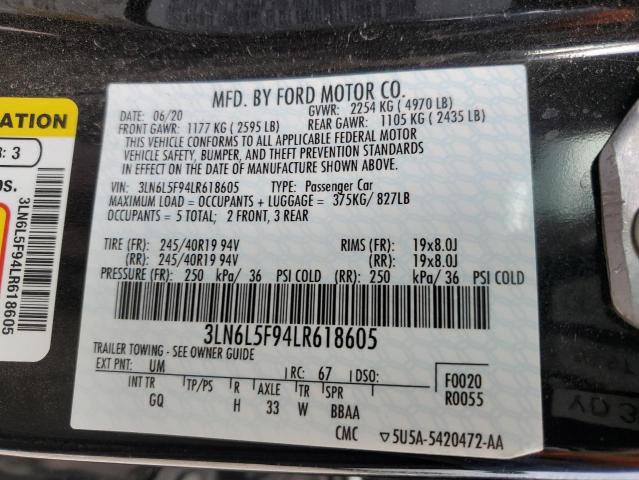 MFD. BY FORD MOTOR CO.
DATE: 06/20 GVWR: 2254 KG ( 4970 LB)
FRONT GAWR: 1177 KG ( 2595 LB) REAR GAWR: 1105 KG ( 2435 LB)
THIS VEHICLE CONFORMS TO ALL APPLICABLE FEDERAL MOTOR
VEHICLE SAFETY, BUMPER, AND THEFT PREVENTION STANDARDS
IN EFFECT ON THE DATE OF MANUFACTURE SHOWN ABOVE.
VIN: 3LN6L5F94LR618605 TYPE: Passenger Car
MAXIMUM LOAD = OCCUPANTS + LUGGAGE = 375KG/ 827LB
OCCUPANTS = 5 TOTAL; 2 FRONT, 3 REAR
TIRE (FR): 245/40R19 94V RIMS (FR): 19x8.0J
(RR): 245/40R19 94V (RR): 19x8.0J
PRESSURE (FR): 250 kPa/ 36 PSI COLD (RR): 250 kPa/ 36 PSI COLD
3LN6L5F94LR618605
TRAILER TOWING - SEE OWNER GUIDE
EXT PNT: UM RC: 67 DSO:
INT TR TP/PS R AXLE TR SPR
GQ H 33 W BBAA
F0020
R0055
CMC ▽5U5A-5420472-AA
3
3LN6L5F94LR618605